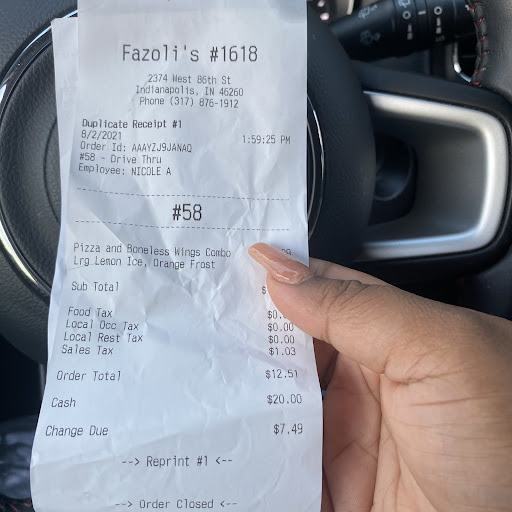 Fazoli's #1618
2374 West 86th St
Indianapolis, IN 46260
Phone (317) 876-1912
Duplicate Receipt #1
8/2/2021 1:59:25 PM
Order Id: AAAYZJ9JANAQ
#58 - Drive Thru
Employee: NICOLE A
#58
Pizza and Boneless Wings Combo
Lrg Lemon Ice, Orange Frost
Sub Total
Food Tax
Local Occ Tax $0.00
Local Rest Tax $0.00
Sales Tax $1.03
Order Total $12.51
Cash $20.00
Change Due $7.49
--> Reprint #1 <--
--> Order Closed <--